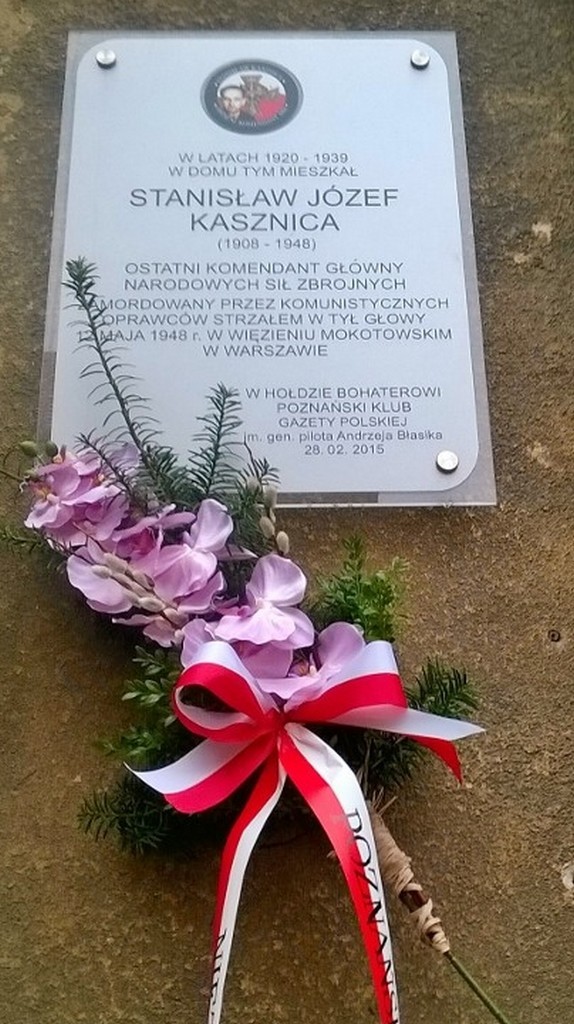 W LATACH 1920 - 1939
W DOMU TYM MIESZKAŁ
STANISŁAW JÓZEF
KASZNICA
(1908 - 1948)
OSTATNI KOMENDANT GŁÓWNY
NARODOWYCH SIŁ ZBROJNYCH
AMORDOWANY PRZEZ KOMUNISTYCZNYCH
OPRAWCÓW STRZAŁEM W TYŁ GŁOWY
MAJA 1948 r. W WIĘZIENIU MOKOTOWSKIM
W WARSZAWIE
W HOŁDZIE BOHATEROWI
POZNAŃSKI KLUB
GAZETY POLSKIEJ
im. gen. pilota Andrzeja Błasika
28. 02. 2015
POZNAŃS